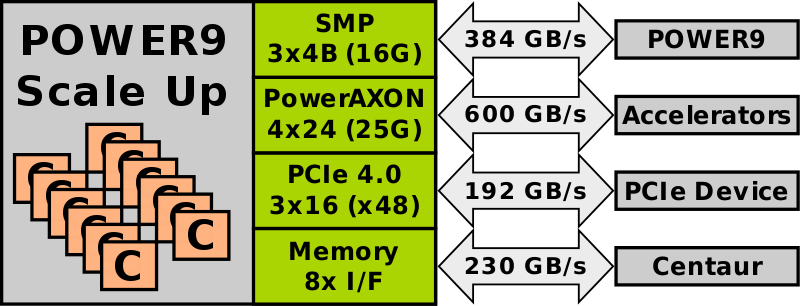 POWER9
Scale Up
C
C
C
C
C
C
C
C
C
C
C
C
SMP
3x4B (16G)
384 GB/s
POWER9
PowerAXON
4x24 (25G)
600 GB/s
Accelerators
PCIe 4.0
3x16 (x48)
192 GB/s
PCIe Device
Memory
8x I/F
230 GB/s
Centaur